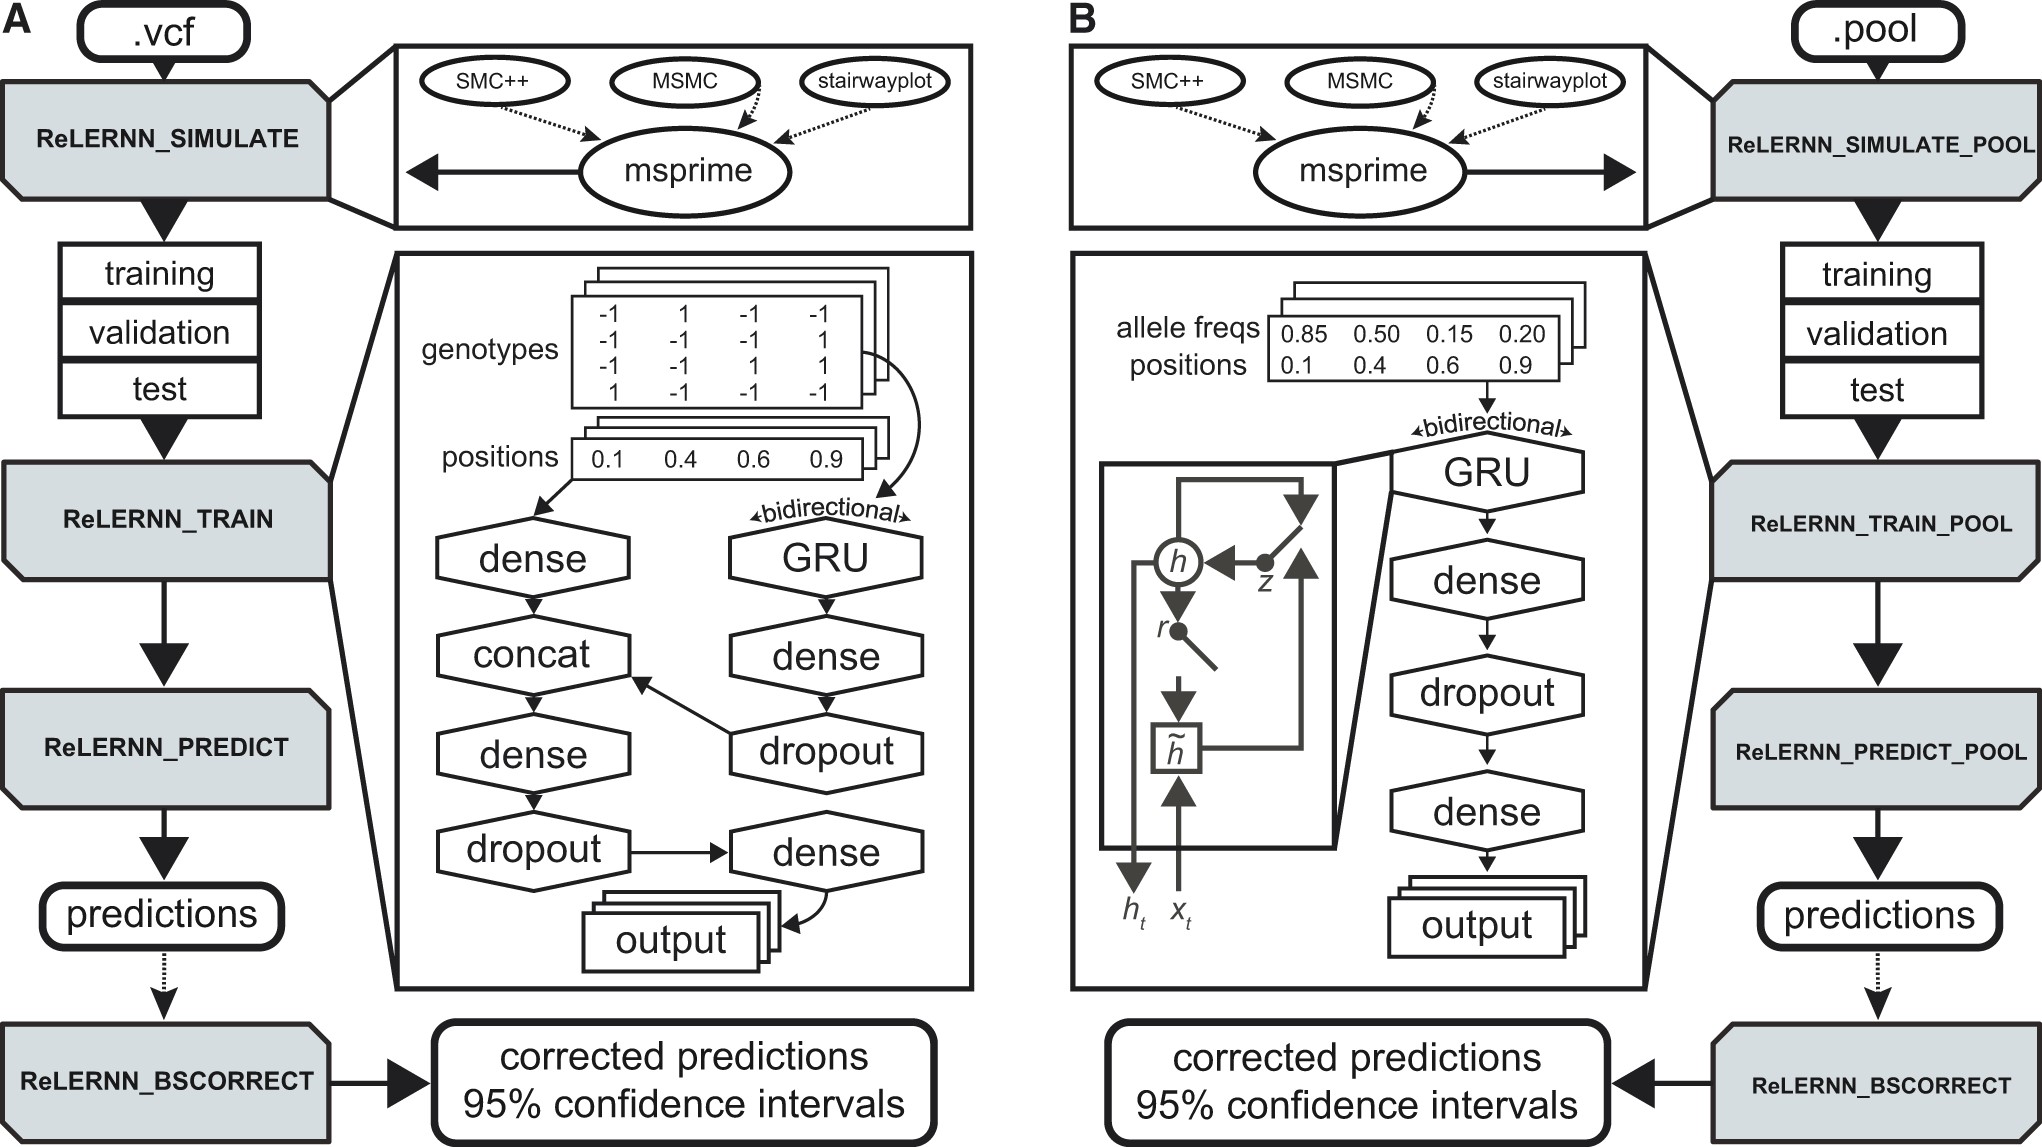 A
.vcf
ReLERNN_SIMULATE
SMC++
MSMC
stairwayplot
msprime
training
validation
test
genotypes
-1 1 -1 -1
-1 -1 -1 1
-1 -1 1 1
1 -1 -1 -1
positions
0.1 0.4 0.6 0.9
bidirectional
dense
GRU
concat
dense
dense
dropout
dropout
dense
output
ReLERNN_TRAIN
ReLERNN_PREDICT
predictions
ReLERNN_BSCORRECT
corrected predictions
95% confidence intervals
B
.pool
ReLERNN_SIMULATE_POOL
SMC++
MSMC
stairwayplot
msprime
training
validation
test
allele freqs 0.85 0.50 0.15 0.20
positions 0.1 0.4 0.6 0.9
bidirectional
GRU
dense
dropout
dense
output
h
z
r
h̃
h_t
x_t
ReLERNN_TRAIN_POOL
ReLERNN_PREDICT_POOL
predictions
ReLERNN_BSCORRECT
corrected predictions
95% confidence intervals